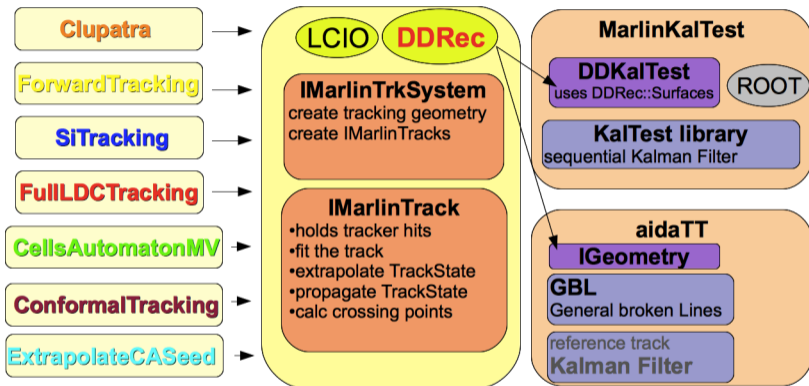 Clupatra
ForwardTracking
SiTracking
FullLDCTracking
CellsAutomatonMV
ConformalTracking
ExtrapolateCASeed
LCIO
DDRec
IMarlinTrkSystem
create tracking geometry
create IMarlinTracks
IMarlinTrack
•holds tracker hits
•fit the track
•extrapolate TrackState
•propagate TrackState
•calc crossing points
MarlinKalTest
DDKalTest
uses DDRec::Surfaces
ROOT
KalTest library
sequential Kalman Filter
aidaTT
IGeometry
GBL
General broken Lines
reference track
Kalman Filter